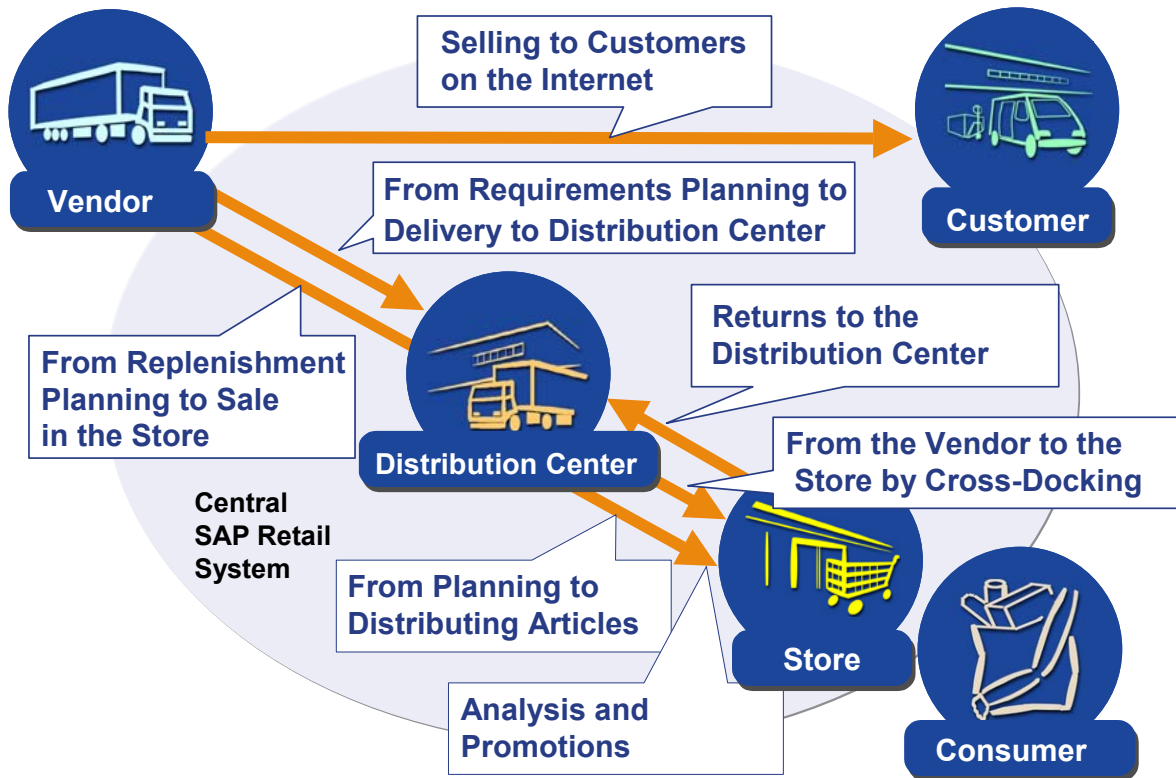 Selling to Customers
on the Internet
Vendor
From Requirements Planning to
Delivery to Distribution Center
Customer
Returns to the
Distribution Center
From Replenishment
Planning to Sale
in the Store
From the Vendor to the
Store by Cross-Docking
Distribution Center
Central
SAP Retail
System
From Planning to
Distributing Articles
Store
Analysis and
Promotions
Consumer